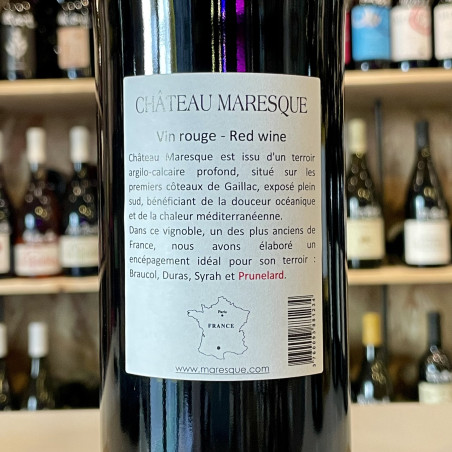 CHÂTEAU MARESQUE
Vin rouge - Red wine
Château Maresque est issu d'un terroir
argilo-calcaire profond, situé sur les
premiers côteaux de Gaillac, exposé plein
sud, bénéficiant de la douceur océanique
et de la chaleur méditerranéenne.
Dans ce vignoble, un des plus anciens de
France, nous avons élaboré un
encépagement idéal pour son terroir :
Braucol, Duras, Syrah et Prunelard.
Paris
FRANCE
www.maresque.com